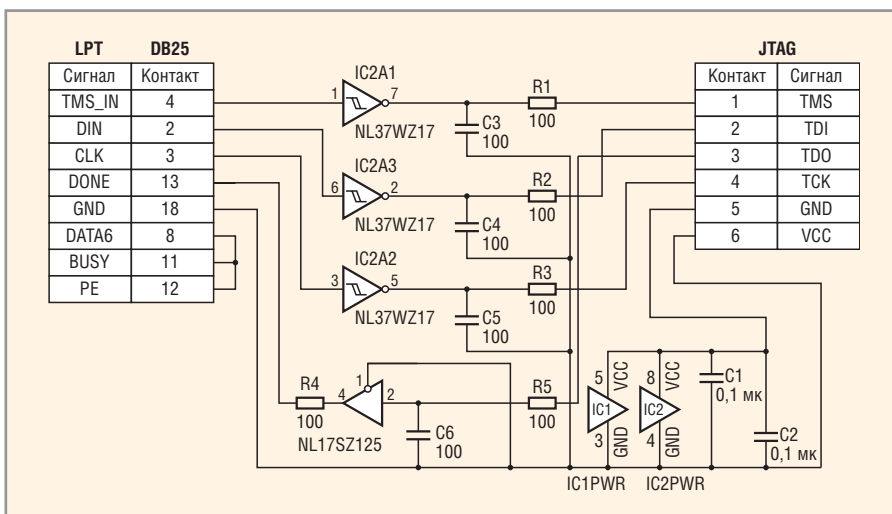 LPT DB25
Сигнал Контакт
TMS_IN 4
DIN 2
CLK 3
DONE 13
GND 18
DATA6 8
BUSY 11
PE 12
IC2A1
1 7
NL37WZ17
C3
100
R1
100
IC2A3
6 2
NL37WZ17
C4
100
R2
100
IC2A2
3 5
NL37WZ17
C5
100
R3
100
R4
100
4 1 2
NL17SZ125
C6
100
R5
100
JTAG
Контакт Сигнал
1 TMS
2 TDI
3 TDO
4 TCK
5 GND
6 VCC
5 VCC
IC1
3 GND
IC1PWR
8 VCC
IC2
4 GND
IC2PWR
C1
0,1 мк
C2
0,1 мк